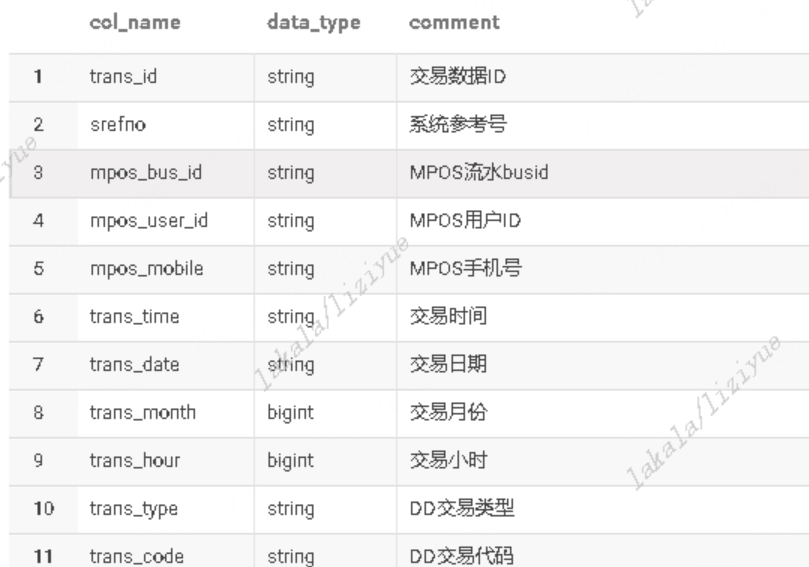 col_name data_type comment
1 trans_id string 交易数据ID
2 srefno string 系统参考号
3 mpos_bus_id string MPOS流水busid
4 mpos_user_id string MPOS用户ID
5 mpos_mobile string MPOS手机号
6 trans_time string 交易时间
7 trans_date string 交易日期
8 trans_month bigint 交易月份
9 trans_hour bigint 交易小时
10 trans_type string DD交易类型
11 trans_code string DD交易代码
lakala/liziyue
lakala/liziyue